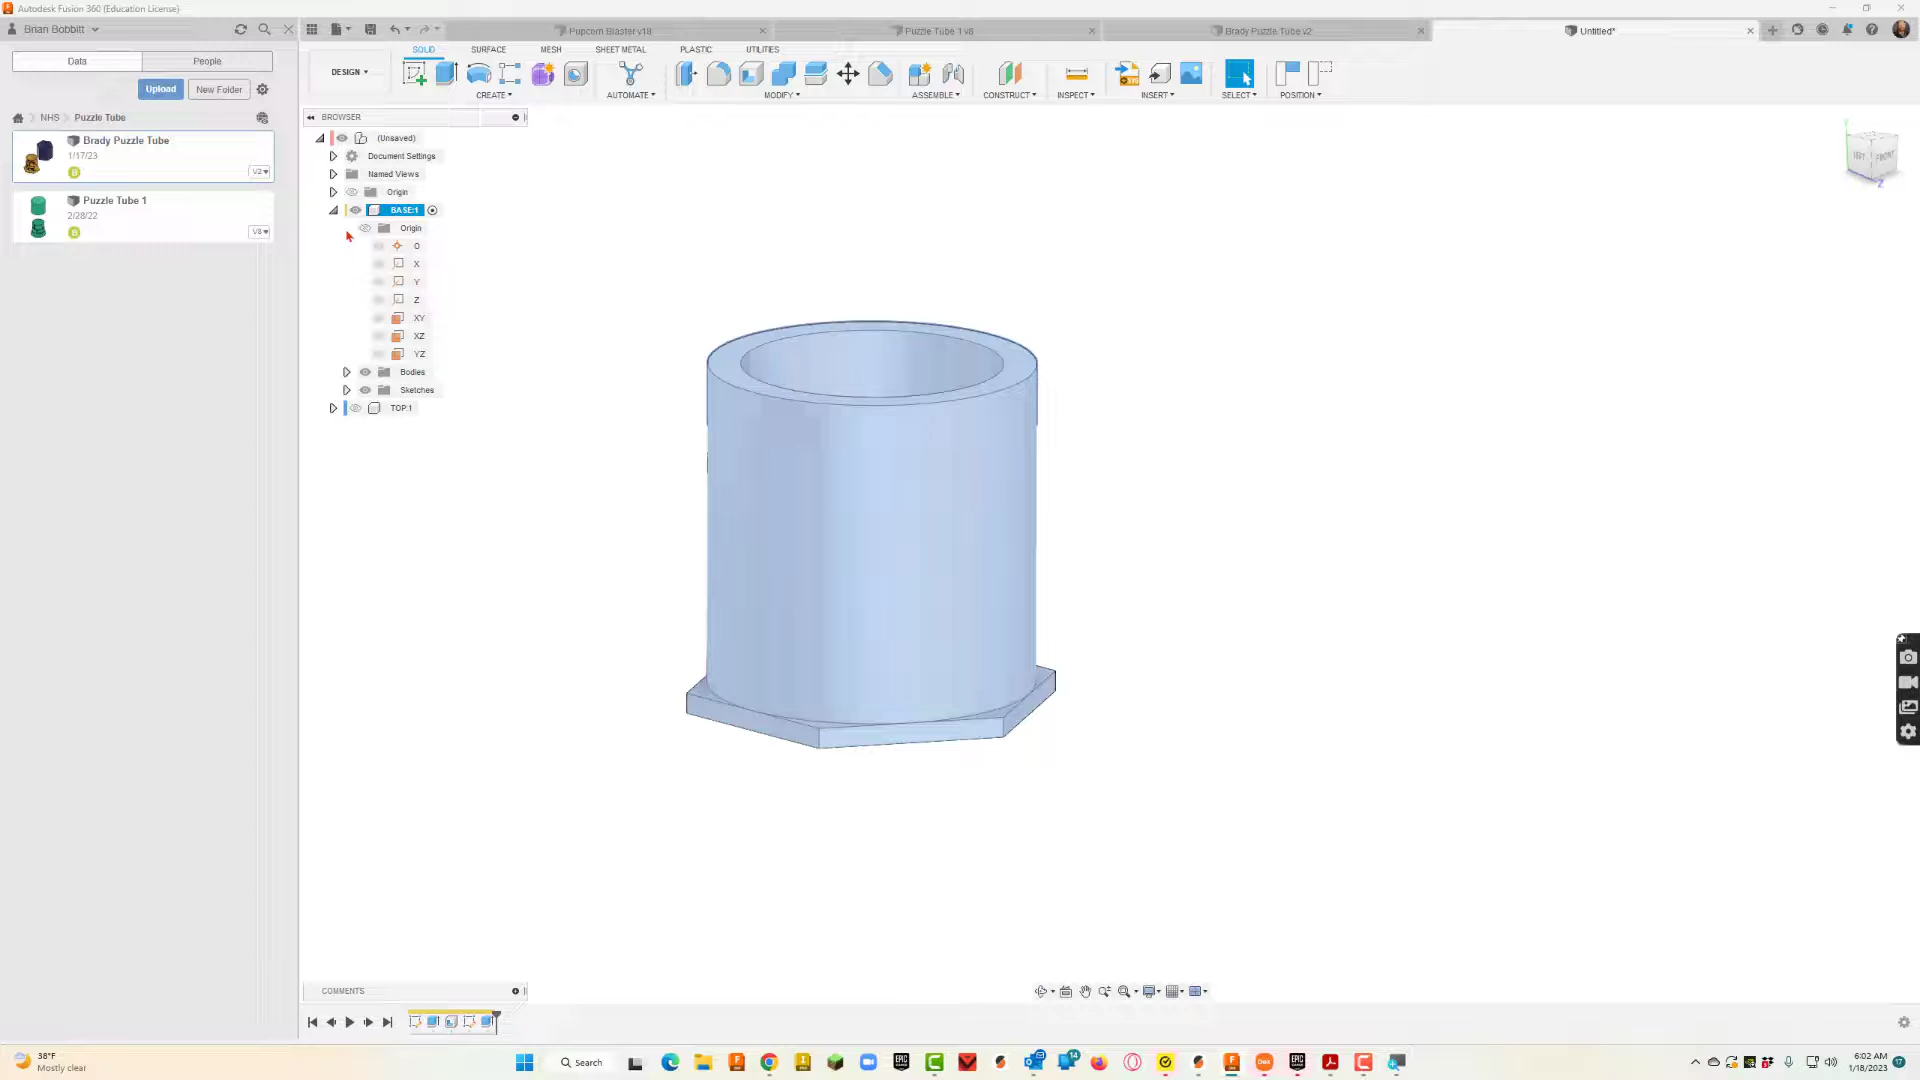 Autodesk Fusion 360 (Education License)
Brian Bobbitt
Popcorn Blaster v18
Puzzle Tube 1 v8
Brady Puzzle Tube v2
Untitled*
Data
People
Upload
New Folder
NHS
Puzzle Tube
Brady Puzzle Tube
1/17/23
V2
Puzzle Tube 1
2/28/22
V8
DESIGN
SOLID
SURFACE
MESH
SHEET METAL
PLASTIC
UTILITIES
CREATE
AUTOMATE
MODIFY
ASSEMBLE
CONSTRUCT
INSPECT
INSERT
SELECT
POSITION
BROWSER
(Unsaved)
Document Settings
Named Views
Origin
BASE:1
Origin
O
X
Y
Z
XY
XZ
YZ
Bodies
Sketches
TOP:1
FRONT
COMMENTS
38°F
Mostly clear
Search
14
6:02 AM
1/18/2023
17